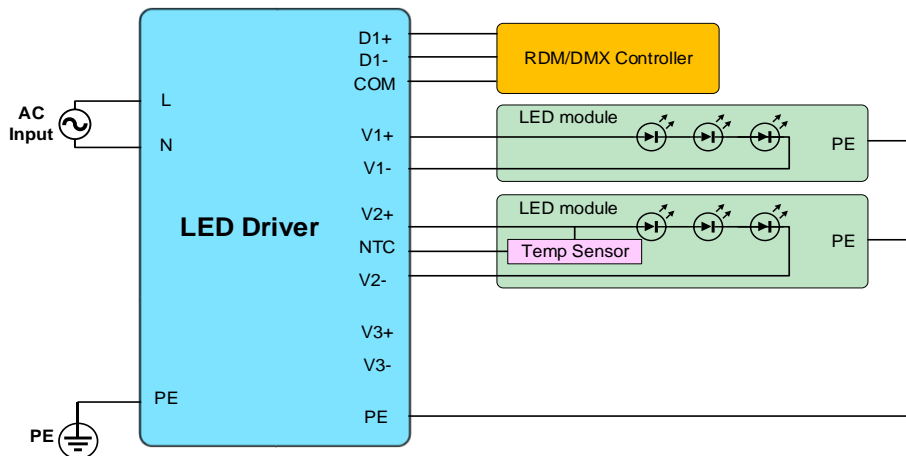 D1+
D1-
COM
RDM/DMX Controller
AC
Input
L
N
LED module
V1+
V1-
PE
LED Driver
LED module
V2+
NTC
Temp Sensor
V2-
PE
V3+
V3-
PE
PE
PE